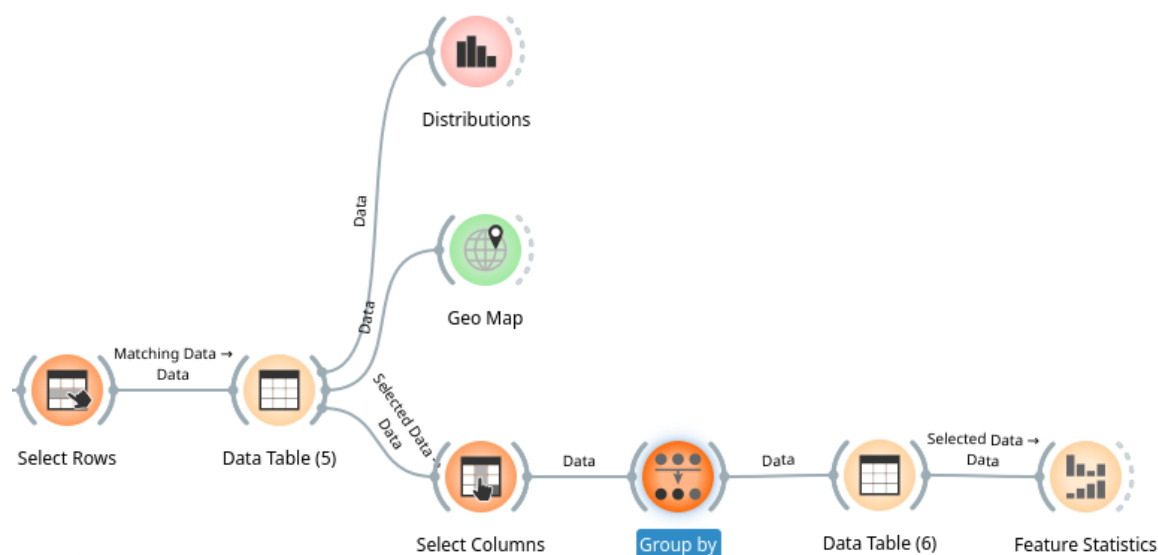 Distributions
Data
Geo Map
Data
Matching Data →
Data
Select Rows
Data Table (5)
Selected Data →
Data
Select Columns
Data
Group by
Data
Data Table (6)
Selected Data →
Data
Feature Statistics